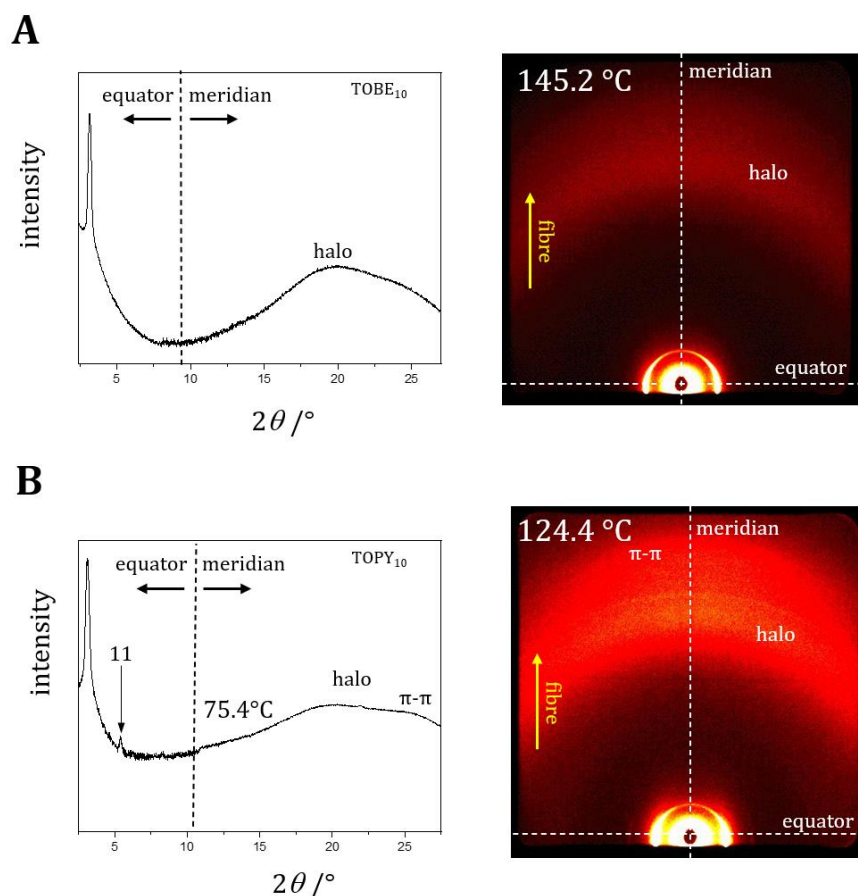 A
intensity
equator
meridian
TOBE₁₀
halo
5
10
15
20
25
2θ /°
145.2 °C
meridian
halo
fibre
equator
B
intensity
equator
meridian
TOPY₁₀
11
75.4°C
halo
π-π
5
10
15
20
25
2θ /°
124.4 °C
meridian
π-π
halo
fibre
equator